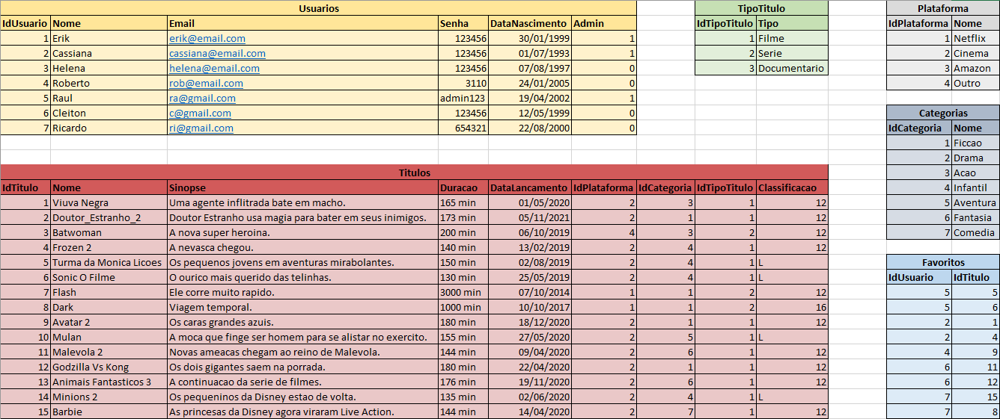 Usuarios
IdUsuario Nome Email Senha DataNascimento Admin
1 Erik erik@email.com 123456 30/01/1999 1
2 Cassiana cassiana@email.com 123456 01/07/1993 1
3 Helena helena@email.com 123456 07/08/1997 0
4 Roberto rob@email.com 3110 24/01/2005 0
5 Raul ra@gmail.com admin123 19/04/2002 1
6 Cleiton c@gmail.com 123456 12/05/1999 0
7 Ricardo ri@gmail.com 654321 22/08/2000 0
TipoTitulo
IdTipoTitulo Tipo
1 Filme
2 Serie
3 Documentario
Plataforma
IdPlataforma Nome
1 Netflix
2 Cinema
3 Amazon
4 Outro
Categorias
IdCategoria Nome
1 Ficcao
2 Drama
3 Acao
4 Infantil
5 Aventura
6 Fantasia
7 Comedia
Titulos
IdTitulo Nome Sinopse Duracao DataLancamento IdPlataforma IdCategoria IdTipoTitulo Classificacao
1 Viuva Negra Uma agente inflitrada bate em macho. 165 min 01/05/2020 2 3 1 12
2 Doutor_Estranho_2 Doutor Estranho usa magia para bater em seus inimigos. 173 min 05/11/2021 2 1 1 12
3 Batwoman A nova super heroina. 200 min 06/10/2019 4 3 2 12
4 Frozen 2 A nevasca chegou. 140 min 13/02/2019 2 4 1 12
5 Turma da Monica Licoes Os pequenos jovens em aventuras mirabolantes. 150 min 02/08/2019 2 4 1 L
6 Sonic O Filme O ourico mais querido das telinhas. 130 min 25/05/2019 2 4 1 L
7 Flash Ele corre muito rapido. 3000 min 07/10/2014 1 1 2 12
8 Dark Viagem temporal. 1000 min 10/10/2017 1 1 2 16
9 Avatar 2 Os caras grandes azuis. 180 min 18/12/2020 2 1 1 12
10 Mulan A moca que finge ser homem para se alistar no exercito. 155 min 27/05/2020 2 5 1 L
11 Malevola 2 Novas ameacas chegam ao reino de Malevola. 144 min 09/04/2020 2 6 1 12
12 Godzilla Vs Kong Os dois gigantes saem na porrada. 180 min 22/04/2020 2 1 1 12
13 Animais Fantasticos 3 A continuacao da serie de filmes. 176 min 19/11/2020 2 6 1 12
14 Minions 2 Os pequeninos da Disney estao de volta. 135 min 02/06/2020 2 4 1 L
15 Barbie As princesas da Disney agora viraram Live Action. 144 min 14/04/2020 2 7 1 12
Favoritos
IdUsuario IdTitulo
5 5
5 6
2 1
2 4
4 9
6 11
6 12
7 15
7 8